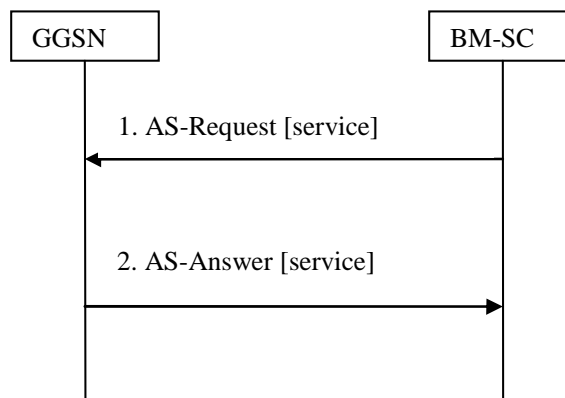 GGSN
BM-SC
1. AS-Request [service]
2. AS-Answer [service]